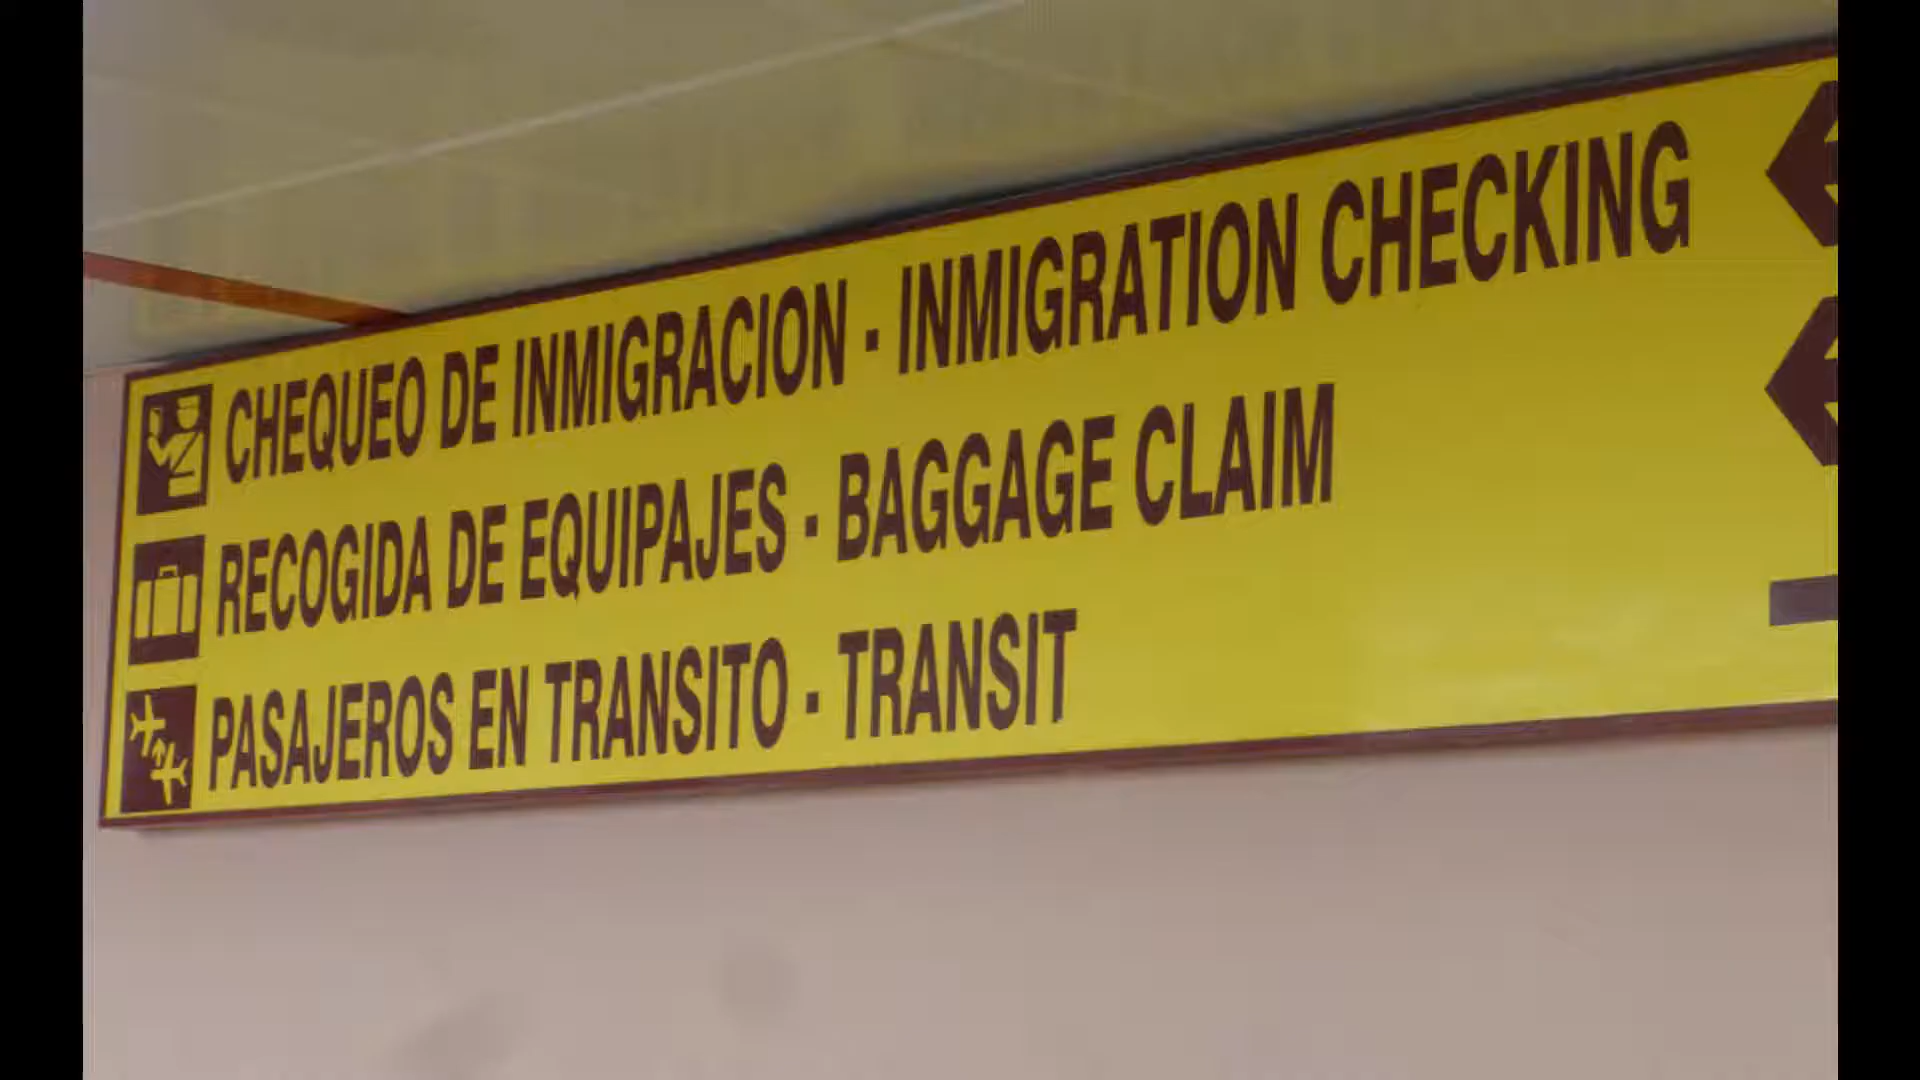 CHEQUEO DE INMIGRACION - INMIGRATION CHECKING
RECOGIDA DE EQUIPAJES - BAGGAGE CLAIM
PASAJEROS EN TRANSITO - TRANSIT